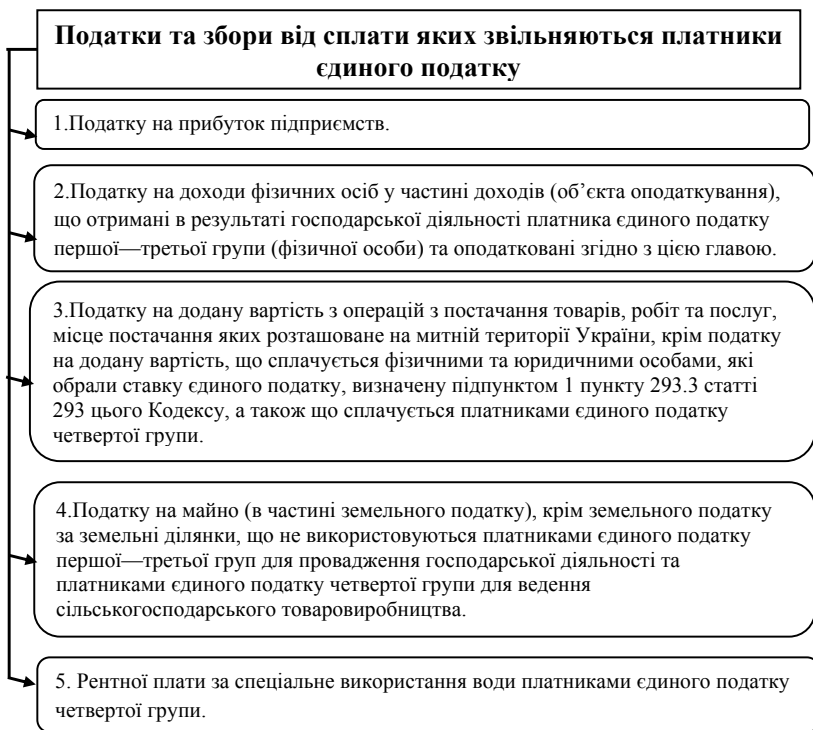 Податки та збори від сплати яких звільняються платники
єдиного податку
1.Податку на прибуток підприємств.
2.Податку на доходи фізичних осіб у частині доходів (об’єкта оподаткування),
що отримані в результаті господарської діяльності платника єдиного податку
першої—третьої групи (фізичної особи) та оподатковані згідно з цією главою.
3.Податку на додану вартість з операцій з постачання товарів, робіт та послуг,
місце постачання яких розташоване на митній території України, крім податку
на додану вартість, що сплачується фізичними та юридичними особами, які
обрали ставку єдиного податку, визначену підпунктом 1 пункту 293.3 статті
293 цього Кодексу, а також що сплачується платниками єдиного податку
четвертої групи.
4.Податку на майно (в частині земельного податку), крім земельного податку
за земельні ділянки, що не використовуються платниками єдиного податку
першої—третьої груп для провадження господарської діяльності та
платниками єдиного податку четвертої групи для ведення
сільськогосподарського товаровиробництва.
5. Рентної плати за спеціальне використання води платниками єдиного податку
четвертої групи.